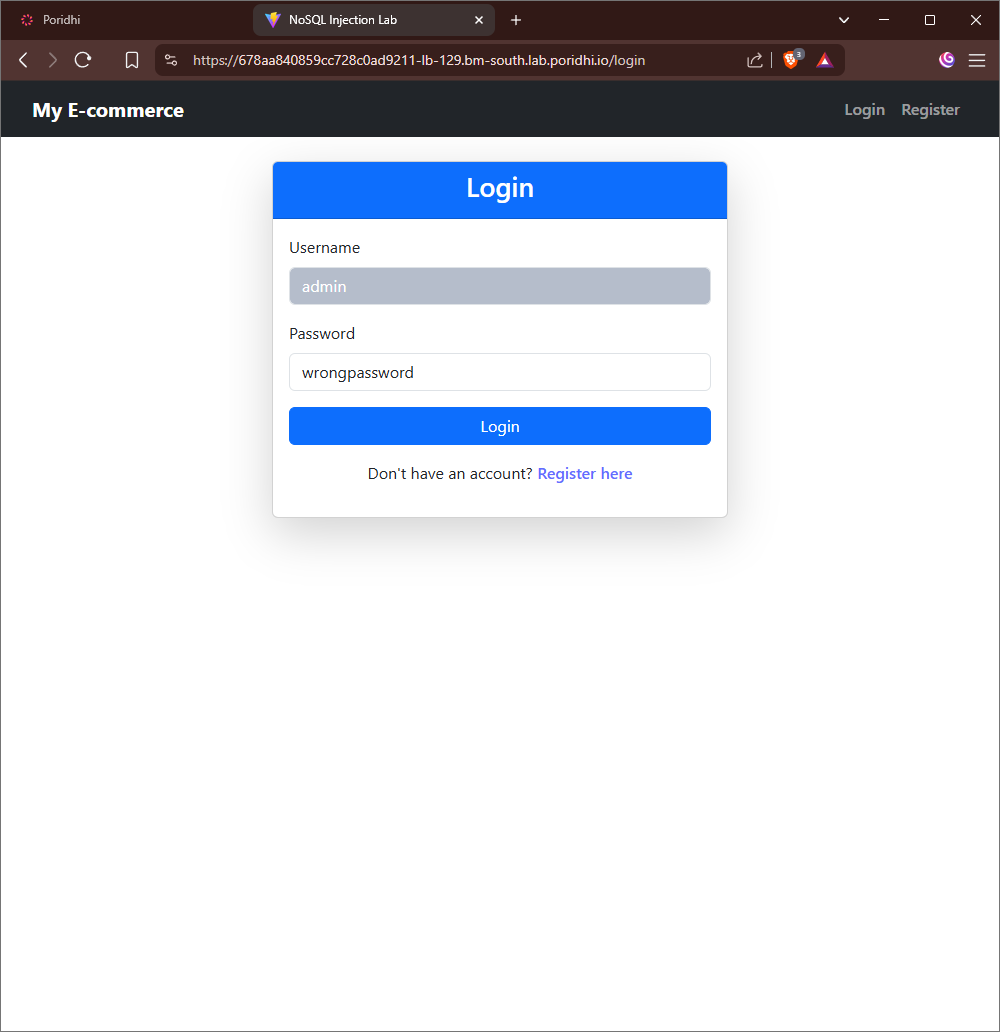 Poridhi
NoSQL Injection Lab
https://678aa840859cc728c0ad9211-lb-129.bm-south.lab.poridhi.io/login
3
My E-commerce
Login
Register
Login
Username
admin
Password
wrongpassword
Login
Don't have an account? Register here